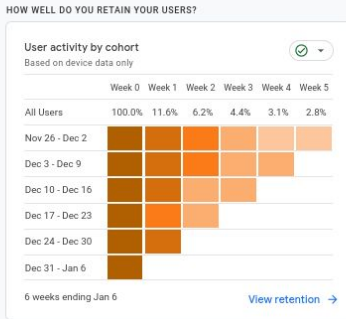 HOW WELL DO YOU RETAIN YOUR USERS?
User activity by cohort
Based on device data only
Week 0 Week 1 Week 2 Week 3 Week 4 Week 5
All Users 100.0% 11.6% 6.2% 4.4% 3.1% 2.8%
Nov 26 - Dec 2
Dec 3 - Dec 9
Dec 10 - Dec 16
Dec 17 - Dec 23
Dec 24 - Dec 30
Dec 31 - Jan 6
6 weeks ending Jan 6
View retention →